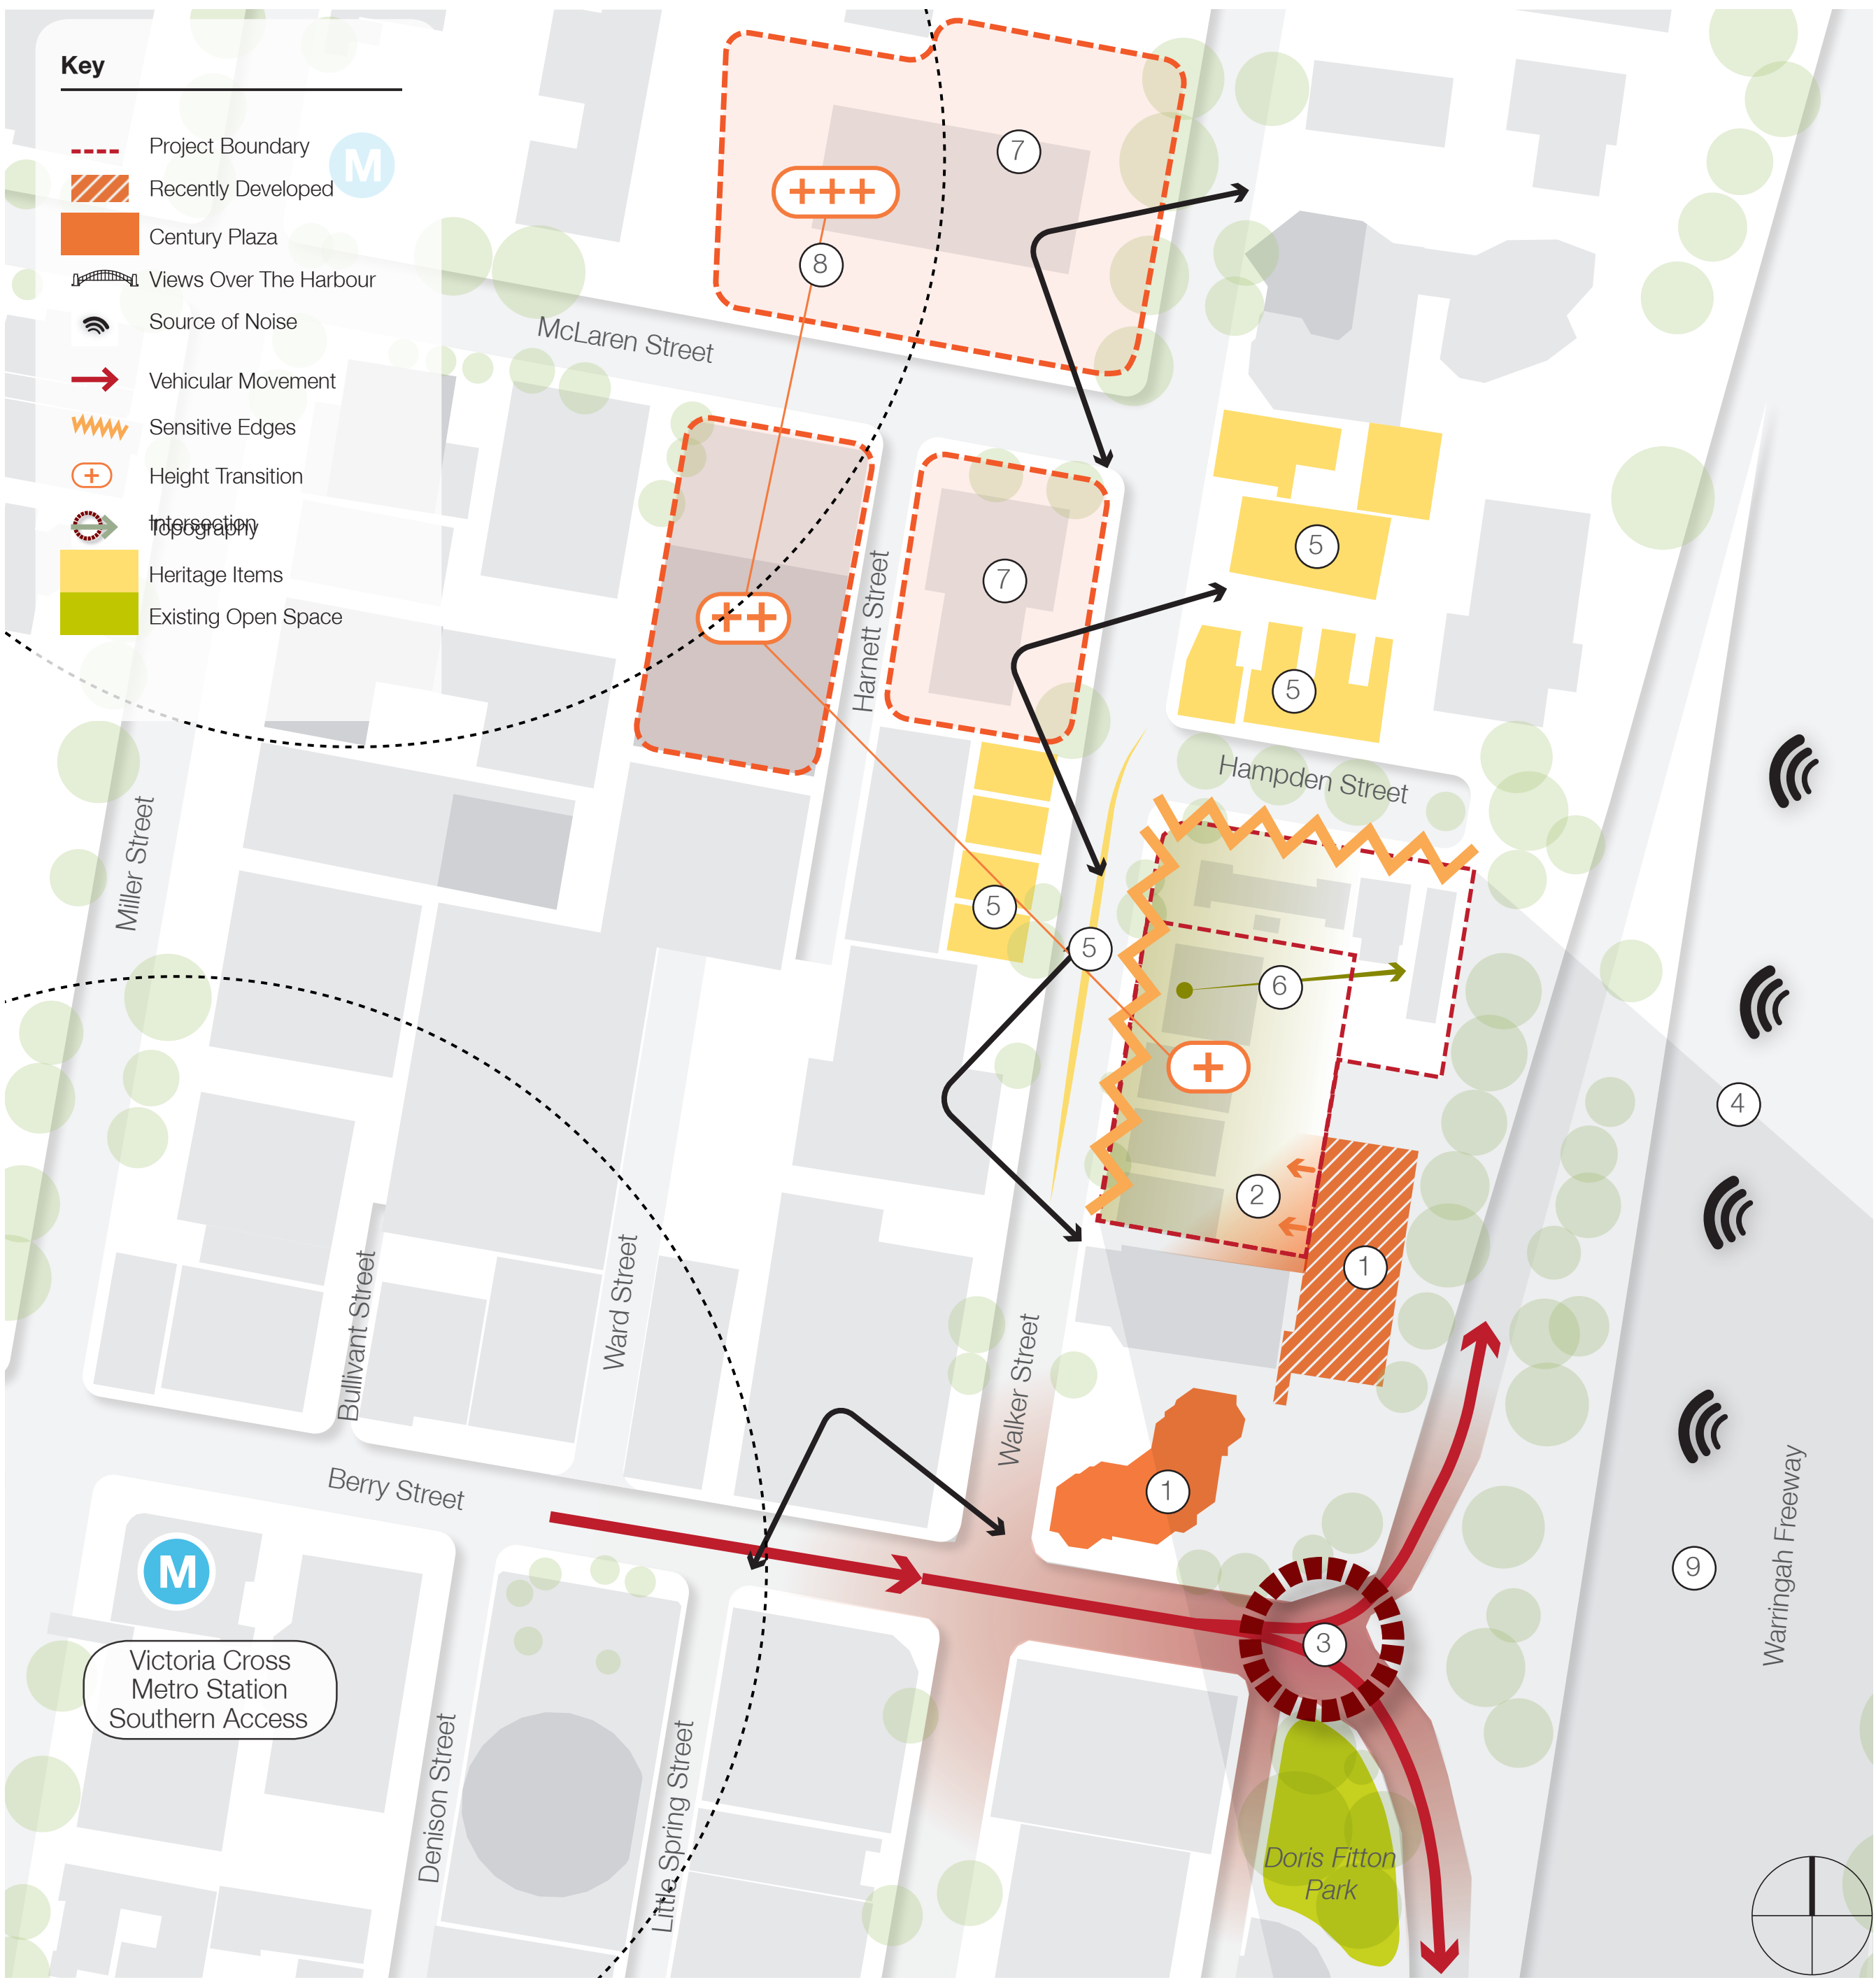 Key
Project Boundary
Recently Developed
M
Century Plaza
Views Over The Harbour
Source of Noise
Vehicular Movement
Sensitive Edges
Height Transition
Intersection
Topography
Heritage Items
Existing Open Space
7
+++
8
McLaren Street
5
7
++
Harnett Street
5
Hampden Street
Miller Street
5
5
6
+
4
2
1
Bullivant Street
Ward Street
Walker Street
Berry Street
1
Warringah Freeway
9
M
3
Victoria Cross
Metro Station
Southern Access
Denison Street
Little Spring Street
Doris Fitton
Park